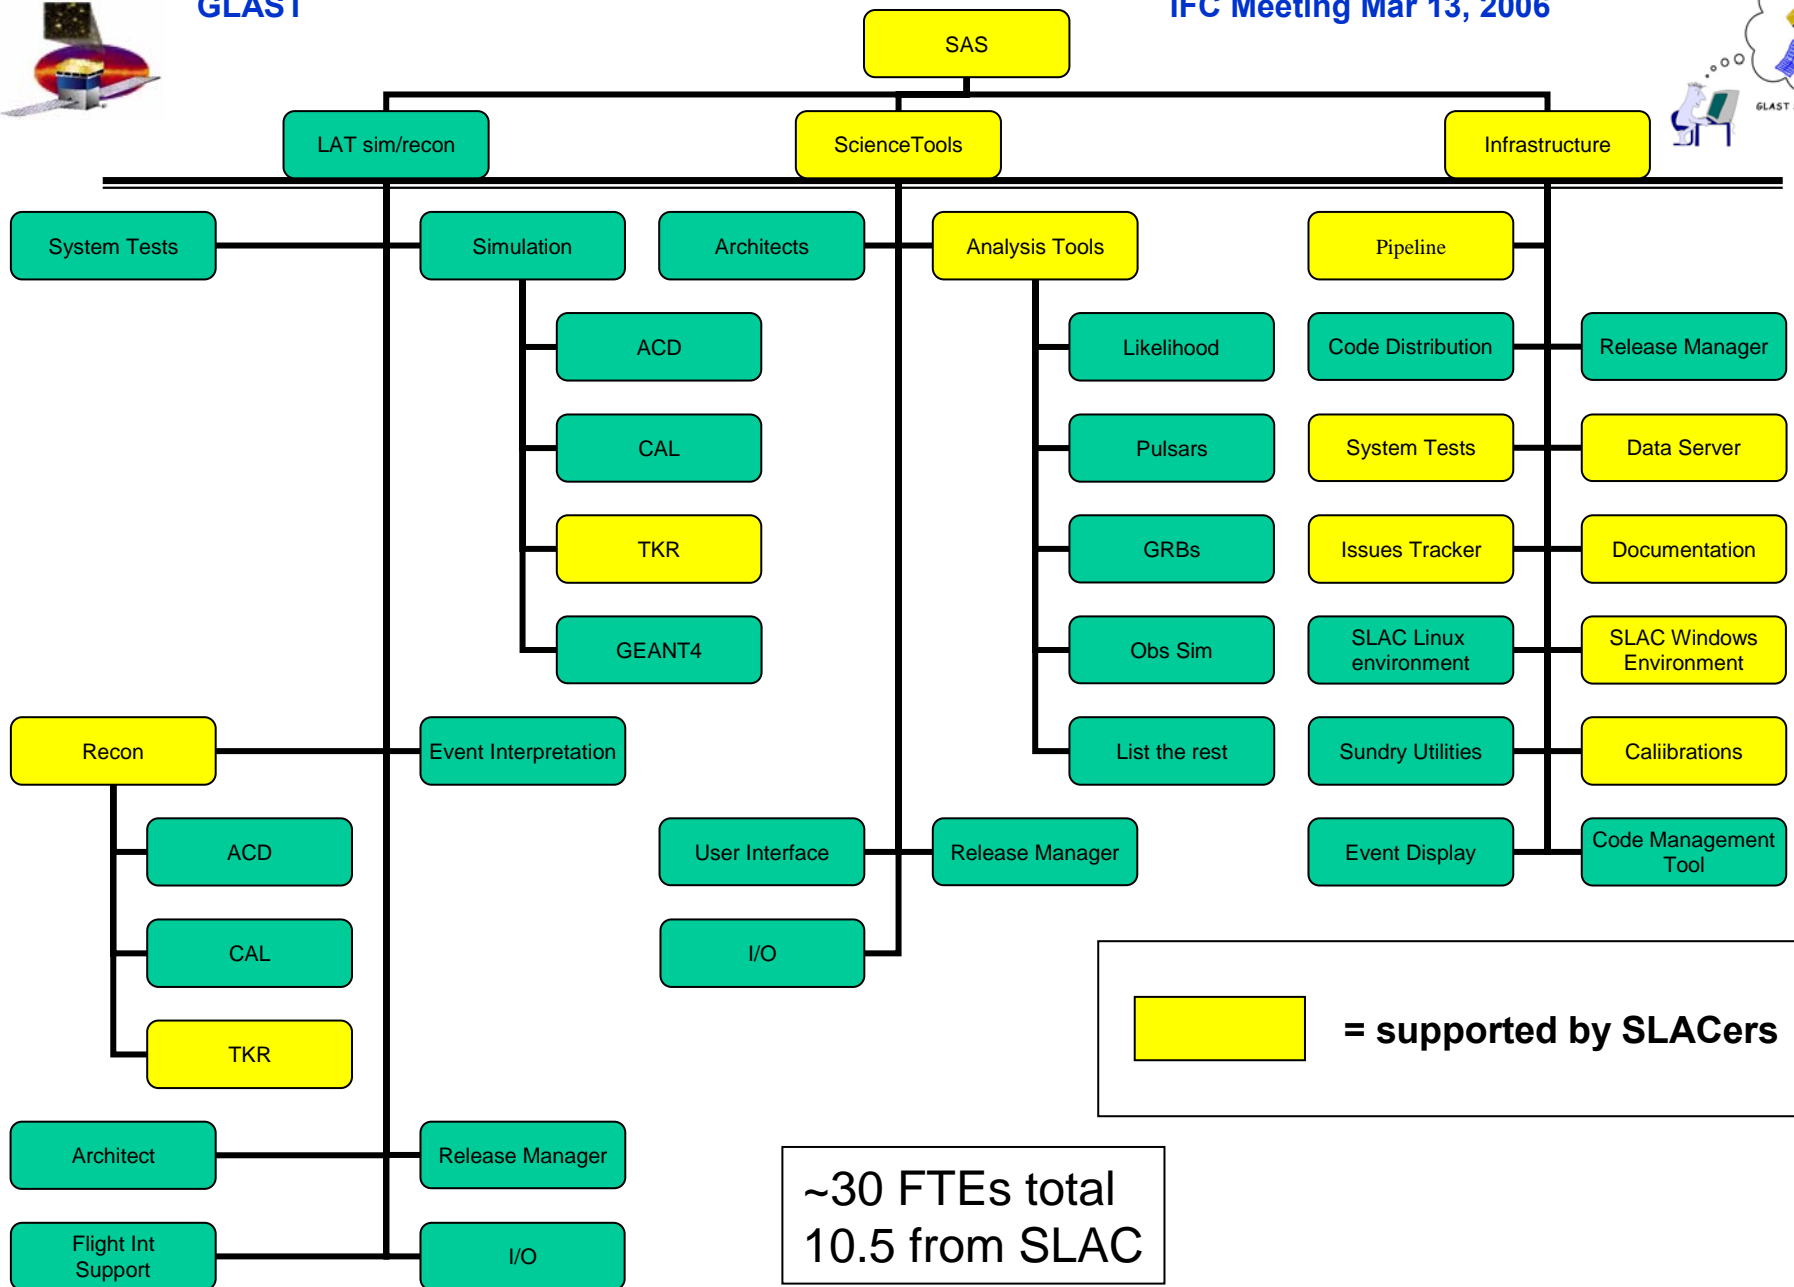 GLAST
IFC Meeting Mar 13, 2006
GLAST
SAS
LAT sim/recon
ScienceTools
Infrastructure
System Tests
Simulation
Architects
Analysis Tools
Pipeline
ACD
Likelihood
Code Distribution
Release Manager
CAL
Pulsars
System Tests
Data Server
TKR
GRBs
Issues Tracker
Documentation
GEANT4
Obs Sim
SLAC Linux
environment
SLAC Windows
Environment
Recon
Event Interpretation
List the rest
Sundry Utilities
Caliibrations
ACD
User Interface
Release Manager
Event Display
Code Management
Tool
CAL
I/O
TKR
= supported by SLACers
Architect
Release Manager
~30 FTEs total
10.5 from SLAC
Flight Int
Support
I/O